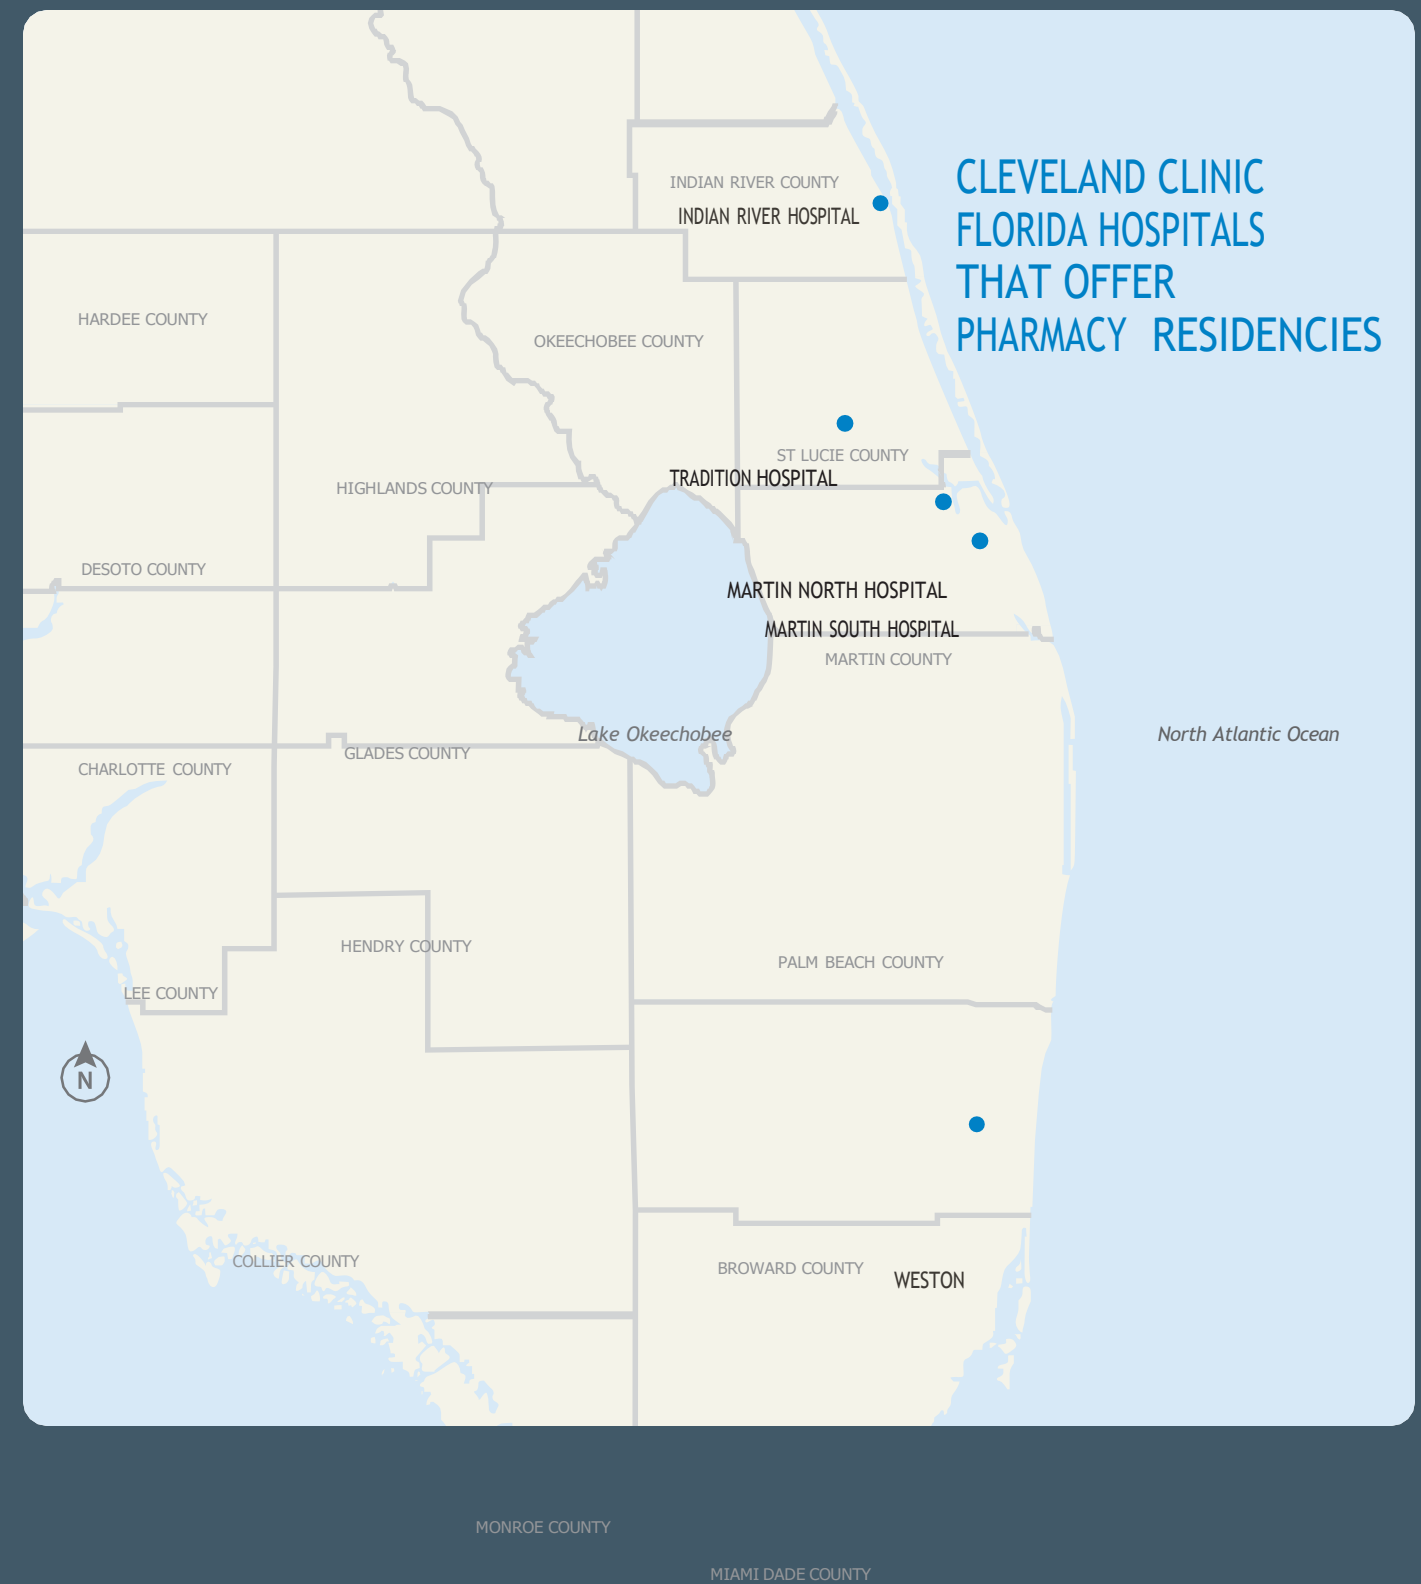 CLEVELAND CLINIC
FLORIDA HOSPITALS
THAT OFFER
PHARMACY RESIDENCIES
INDIAN RIVER COUNTY
INDIAN RIVER HOSPITAL
HARDEE COUNTY
OKEECHOBEE COUNTY
ST LUCIE COUNTY
TRADITION HOSPITAL
HIGHLANDS COUNTY
DESOTO COUNTY
MARTIN NORTH HOSPITAL
MARTIN SOUTH HOSPITAL
MARTIN COUNTY
Lake Okeechobee
North Atlantic Ocean
GLADES COUNTY
CHARLOTTE COUNTY
HENDRY COUNTY
PALM BEACH COUNTY
LEE COUNTY
N
COLLIER COUNTY
BROWARD COUNTY
WESTON
MONROE COUNTY
MIAMI DADE COUNTY